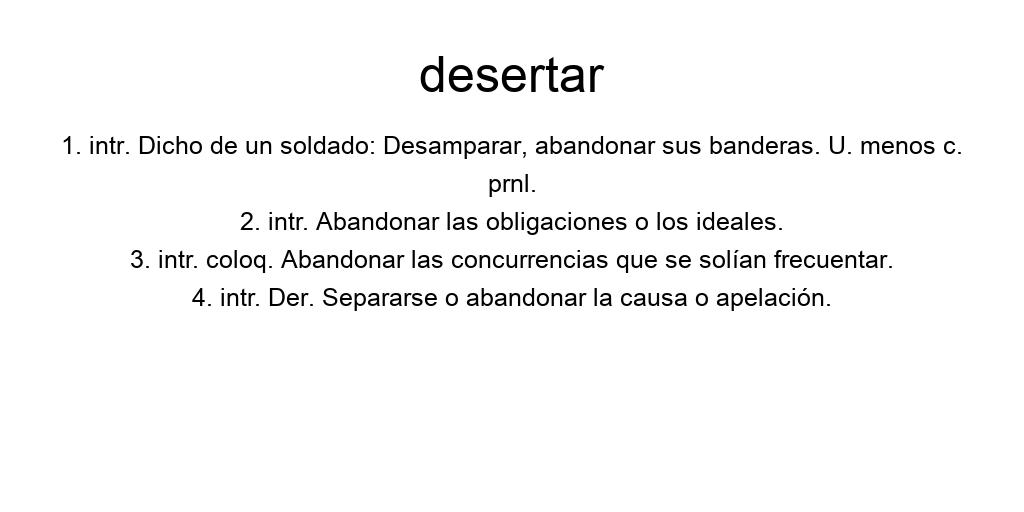 desertar
1. intr. Dicho de un soldado: Desamparar, abandonar sus banderas. U. menos c.
prnl.
2. intr. Abandonar las obligaciones o los ideales.
3. intr. coloq. Abandonar las concurrencias que se solían frecuentar.
4. intr. Der. Separarse o abandonar la causa o apelación.